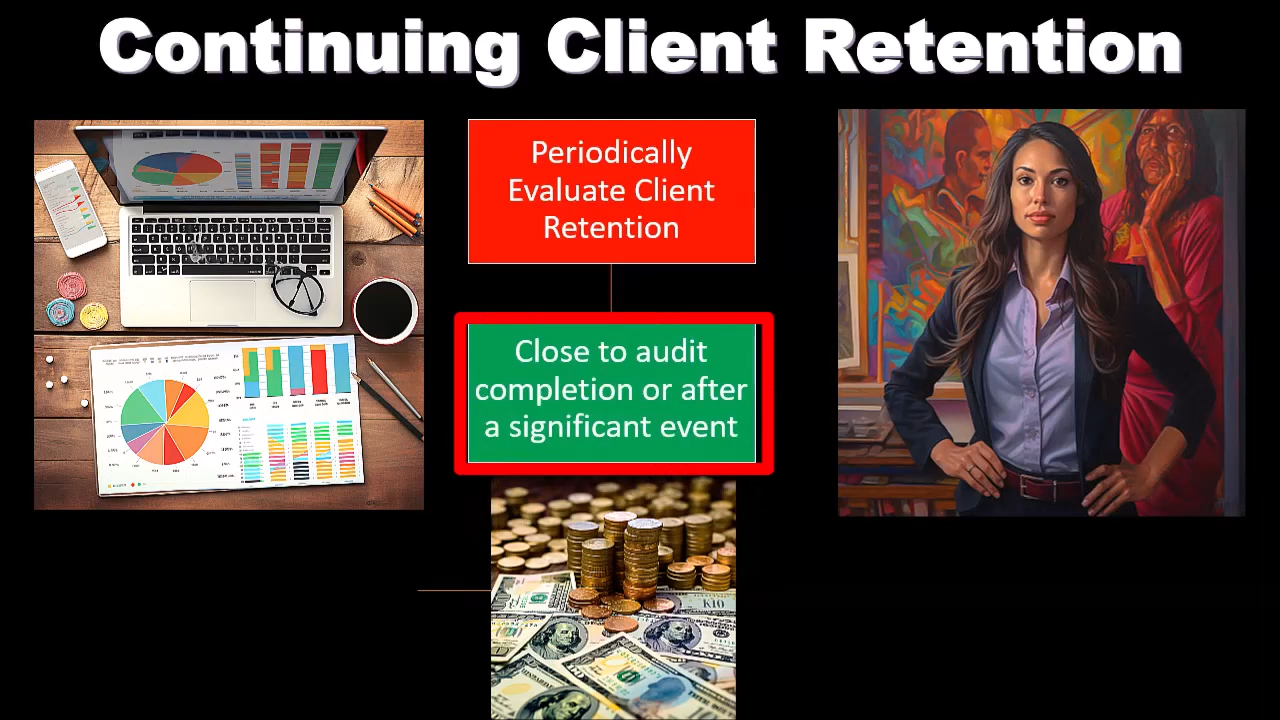 Continuing Client Retention
Periodically
Evaluate Client
Retention
Close to audit
completion or after
a significant event